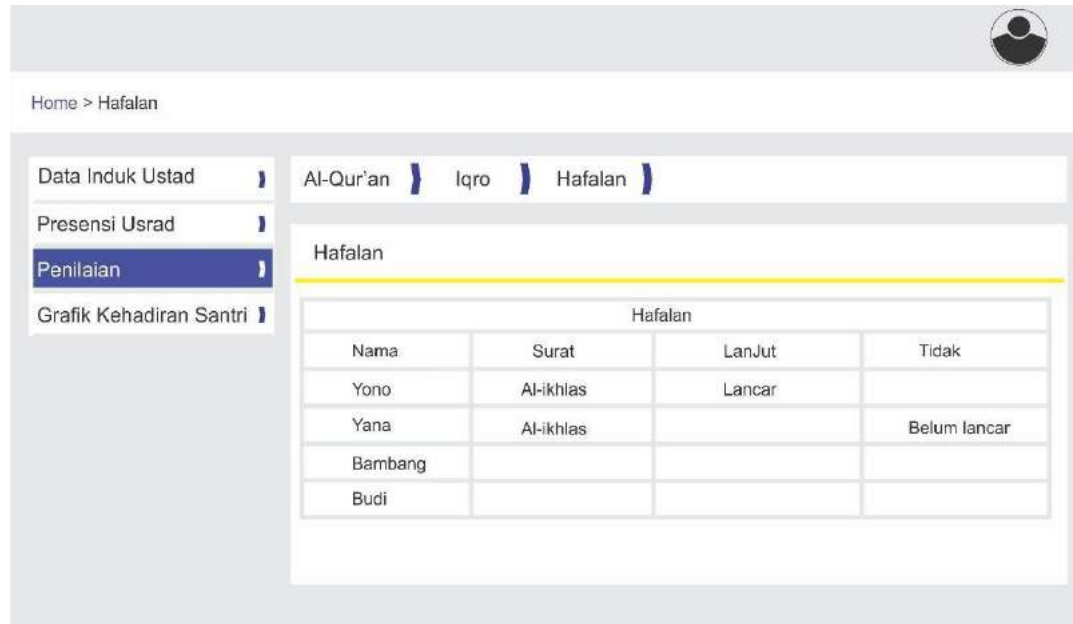 Home > Hafalan
Data Induk Ustad
Presensi Usrad
Penilaian
Grafik Kehadiran Santri
Al-Qur'an Iqro Hafalan
Hafalan
Hafalan
Nama Surat LanJut Tidak
Yono Al-ikhlas Lancar
Yana Al-ikhlas Belum lancar
Bambang
Budi